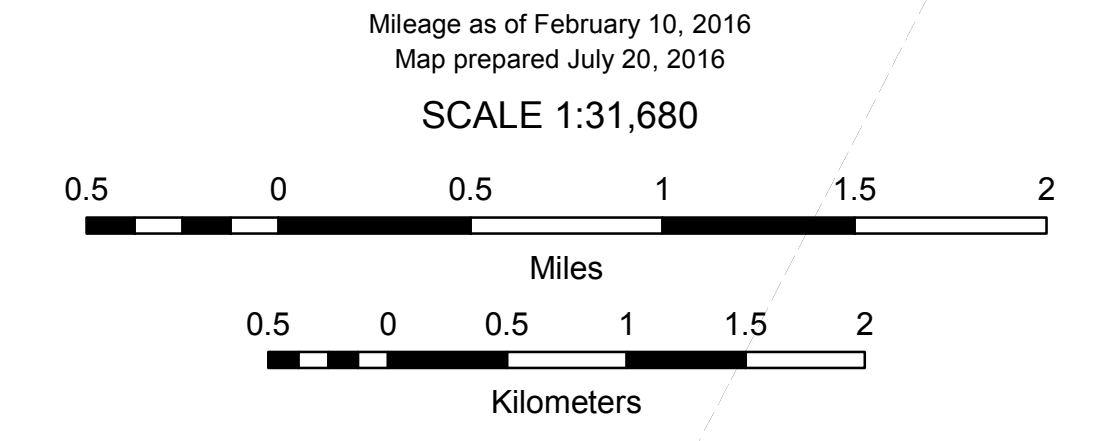 Mileage as of February 10, 2016
Map prepared July 20, 2016
SCALE 1:31,680
0.5 0 0.5 1 1.5 2
Miles
0.5 0 0.5 1 1.5 2
Kilometers